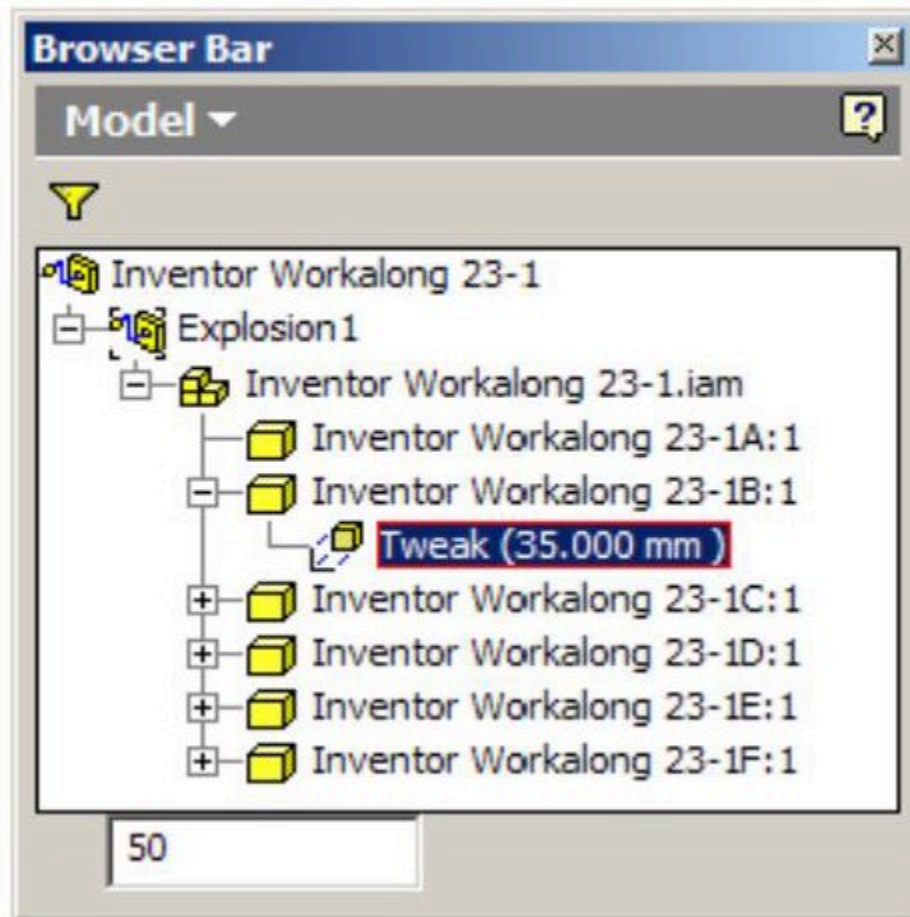 Browser Bar
Model
?
Inventor Workalong 23-1
Explosion1
Inventor Workalong 23-1.iam
Inventor Workalong 23-1A:1
Inventor Workalong 23-1B:1
Tweak (35.000 mm )
Inventor Workalong 23-1C:1
Inventor Workalong 23-1D:1
Inventor Workalong 23-1E:1
Inventor Workalong 23-1F:1
50